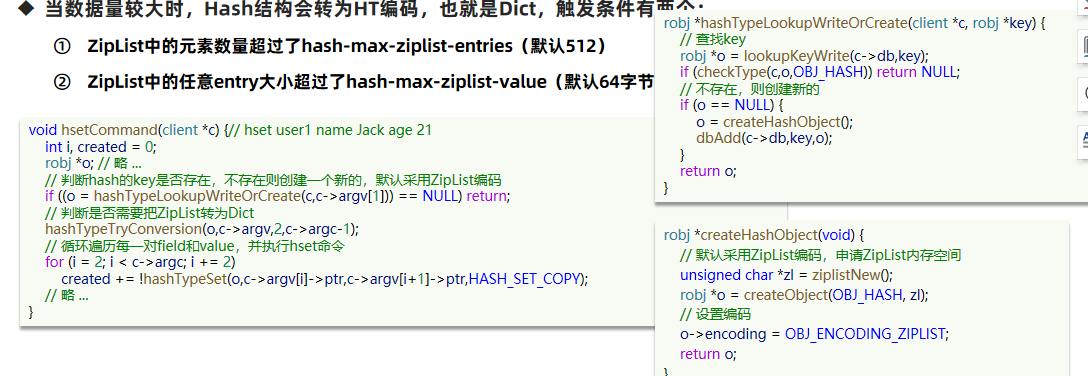 ◆ 当数据量较大时，Hash结构会转为HT编码，也就是Dict，触发条件有两个：
① ZipList中的元素数量超过了hash-max-ziplist-entries（默认512）
② ZipList中的任意entry大小超过了hash-max-ziplist-value（默认64字节
void hsetCommand(client *c) {// hset user1 name Jack age 21
int i, created = 0;
robj *o; // 略 ...
// 判断hash的key是否存在，不存在则创建一个新的，默认采用ZipList编码
if ((o = hashTypeLookupWriteOrCreate(c,c->argv[1])) == NULL) return;
// 判断是否需要把ZipList转为Dict
hashTypeTryConversion(o,c->argv,2,c->argc-1);
// 循环遍历每一对field和value，并执行hset命令
for (i = 2; i < c->argc; i += 2)
created += !hashTypeSet(o,c->argv[i]->ptr,c->argv[i+1]->ptr,HASH_SET_COPY);
// 略 ...
}
robj *hashTypeLookupWriteOrCreate(client *c, robj *key) {
// 查找key
robj *o = lookupKeyWrite(c->db,key);
if (checkType(c,o,OBJ_HASH)) return NULL;
// 不存在，则创建新的
if (o == NULL) {
o = createHashObject();
dbAdd(c->db,key,o);
}
return o;
}
robj *createHashObject(void) {
// 默认采用ZipList编码，申请ZipList内存空间
unsigned char *zl = ziplistNew();
robj *o = createObject(OBJ_HASH, zl);
// 设置编码
o->encoding = OBJ_ENCODING_ZIPLIST;
return o;
}